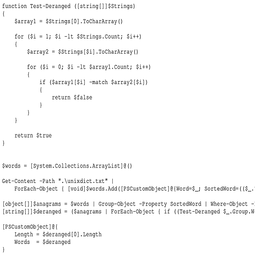 function Test-Deranged ([string[]]$Strings)
{
    $array1 = $Strings[0].ToCharArray()

    for ($i = 1; $i -lt $Strings.Count; $i++)
    {
        $array2 = $Strings[$i].ToCharArray()

        for ($i = 0; $i -lt $array1.Count; $i++)
        {
            if ($array1[$i] -match $array2[$i])
            {
                return $false
            }
        }
    }

    return $true
}


$words = [System.Collections.ArrayList]@()

Get-Content -Path ".\unixdict.txt" |
    ForEach-Object { [void]$words.Add([PSCustomObject]@{Word=$_; SortedWord=(($_.

[object[]]$anagrams = $words | Group-Object -Property SortedWord | Where-Object -
[string[]]$deranged = ($anagrams | ForEach-Object { if ((Test-Deranged $_.Group.W

[PSCustomObject]@{
    Length = $deranged[0].Length
    Words  = $deranged
}